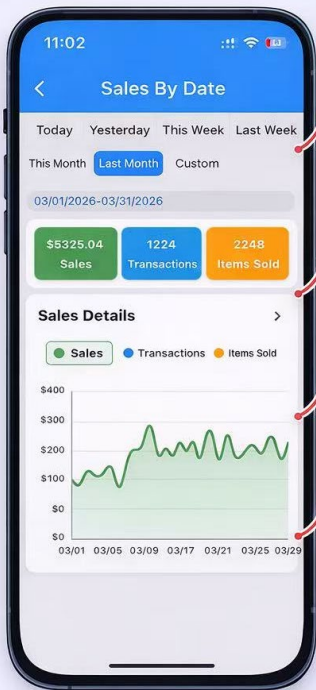 11:02
Sales By Date
Today Yesterday This Week Last Week
This Month Last Month Custom
03/01/2026-03/31/2026
$5325.04 1224 2248
Sales Transactions Items Sold
Sales Details
Sales Transactions Items Sold
$400
$300
$200
$100
$0
$0
03/01 03/05 03/09 03/17 03/21 03/25 03/29